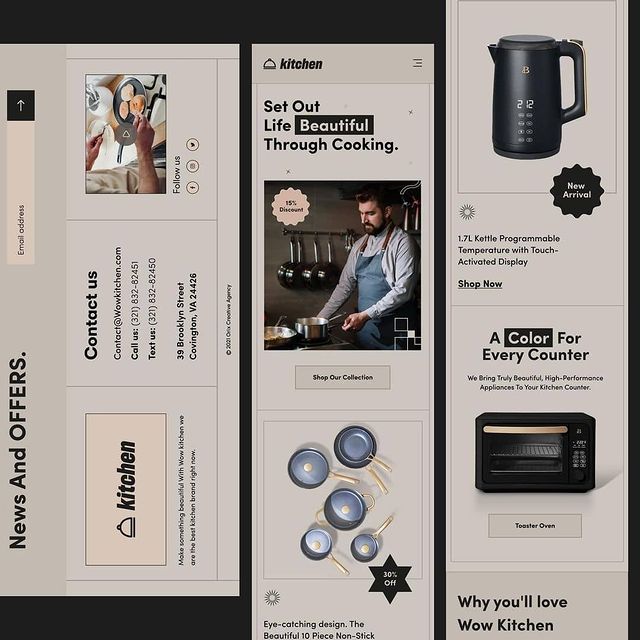 News And OFFERS.
Email address
kitchen
Make something beautiful With Wow kitchen we
are the best kitchen brand right now.
Contact us
Contact@Wowkitchen.com
Call us: (321) 832-82451
Text us: (321) 832-82450
39 Brooklyn Street
Covington, VA 24426
Follow us
© 2021 Onx Creative Agency
kitchen
Set Out
Life Beautiful
Through Cooking.
15%
Discount
Shop Our Collection
30%
Off
Eye-catching design. The
Beautiful 10 Piece Non-Stick
212
New
Arrival
1.7L Kettle Programmable
Temperature with Touch-
Activated Display
Shop Now
A Color For
Every Counter
We Bring Truly Beautiful, High-Performance
Appliances To Your Kitchen Counter.
Toaster Oven
Why you'll love
Wow Kitchen